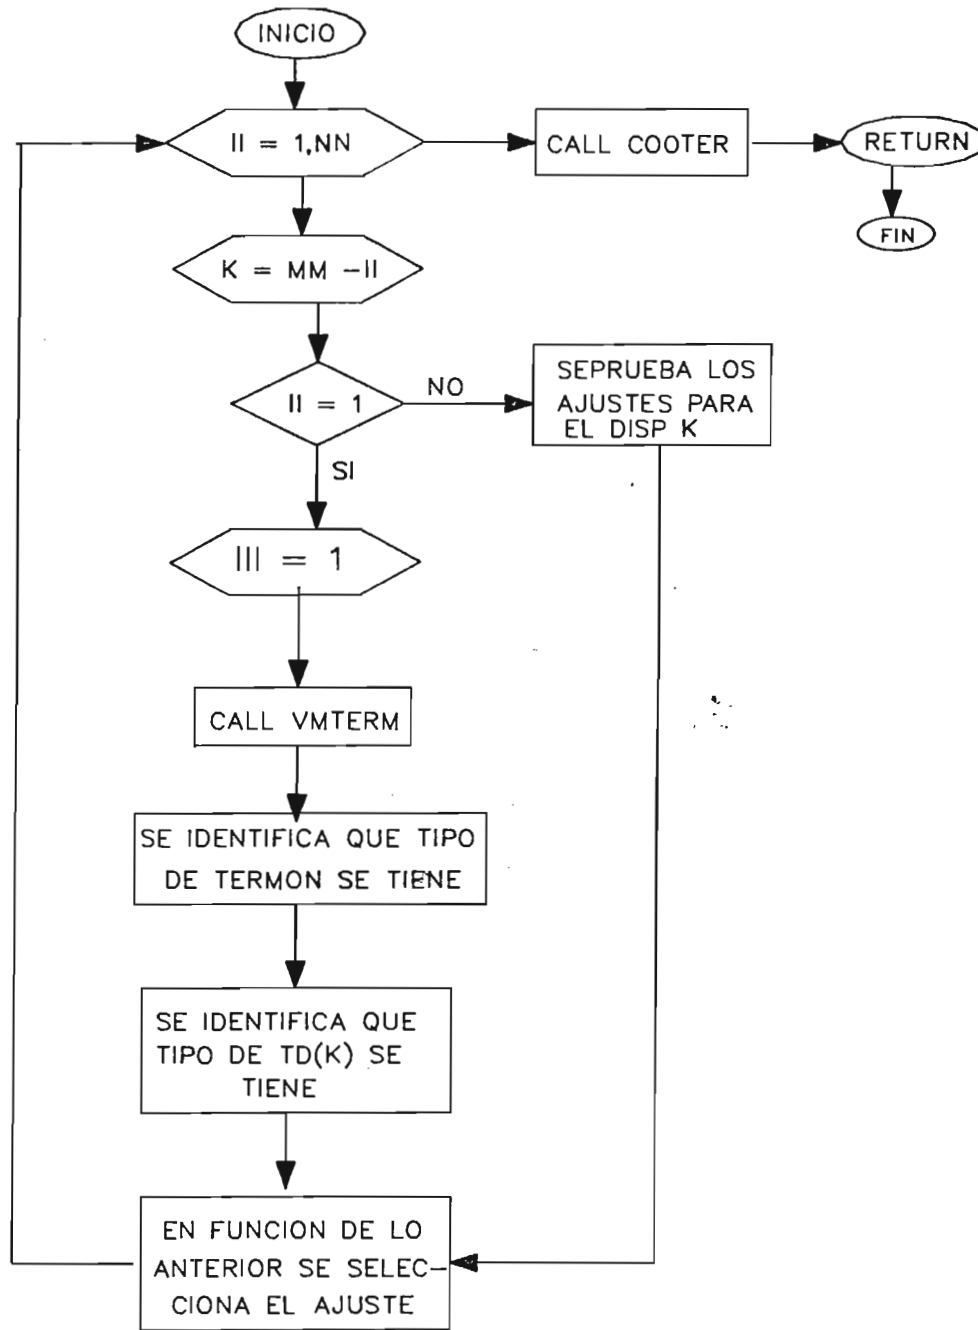 INICIO
II = 1,NN
CALL COOTER
RETURN
FIN
K = MM -II
II = 1
NO
SEPRUEBA LOS
AJUSTES PARA
EL DISP K
SI
III = 1
CALL VMTERM
SE IDENTIFICA QUE TIPO
DE TERMON SE TIENE
SE IDENTIFICA QUE
TIPO DE TD(K) SE
TIENE
EN FUNCION DE LO
ANTERIOR SE SELEC-
CIONA EL AJUSTE